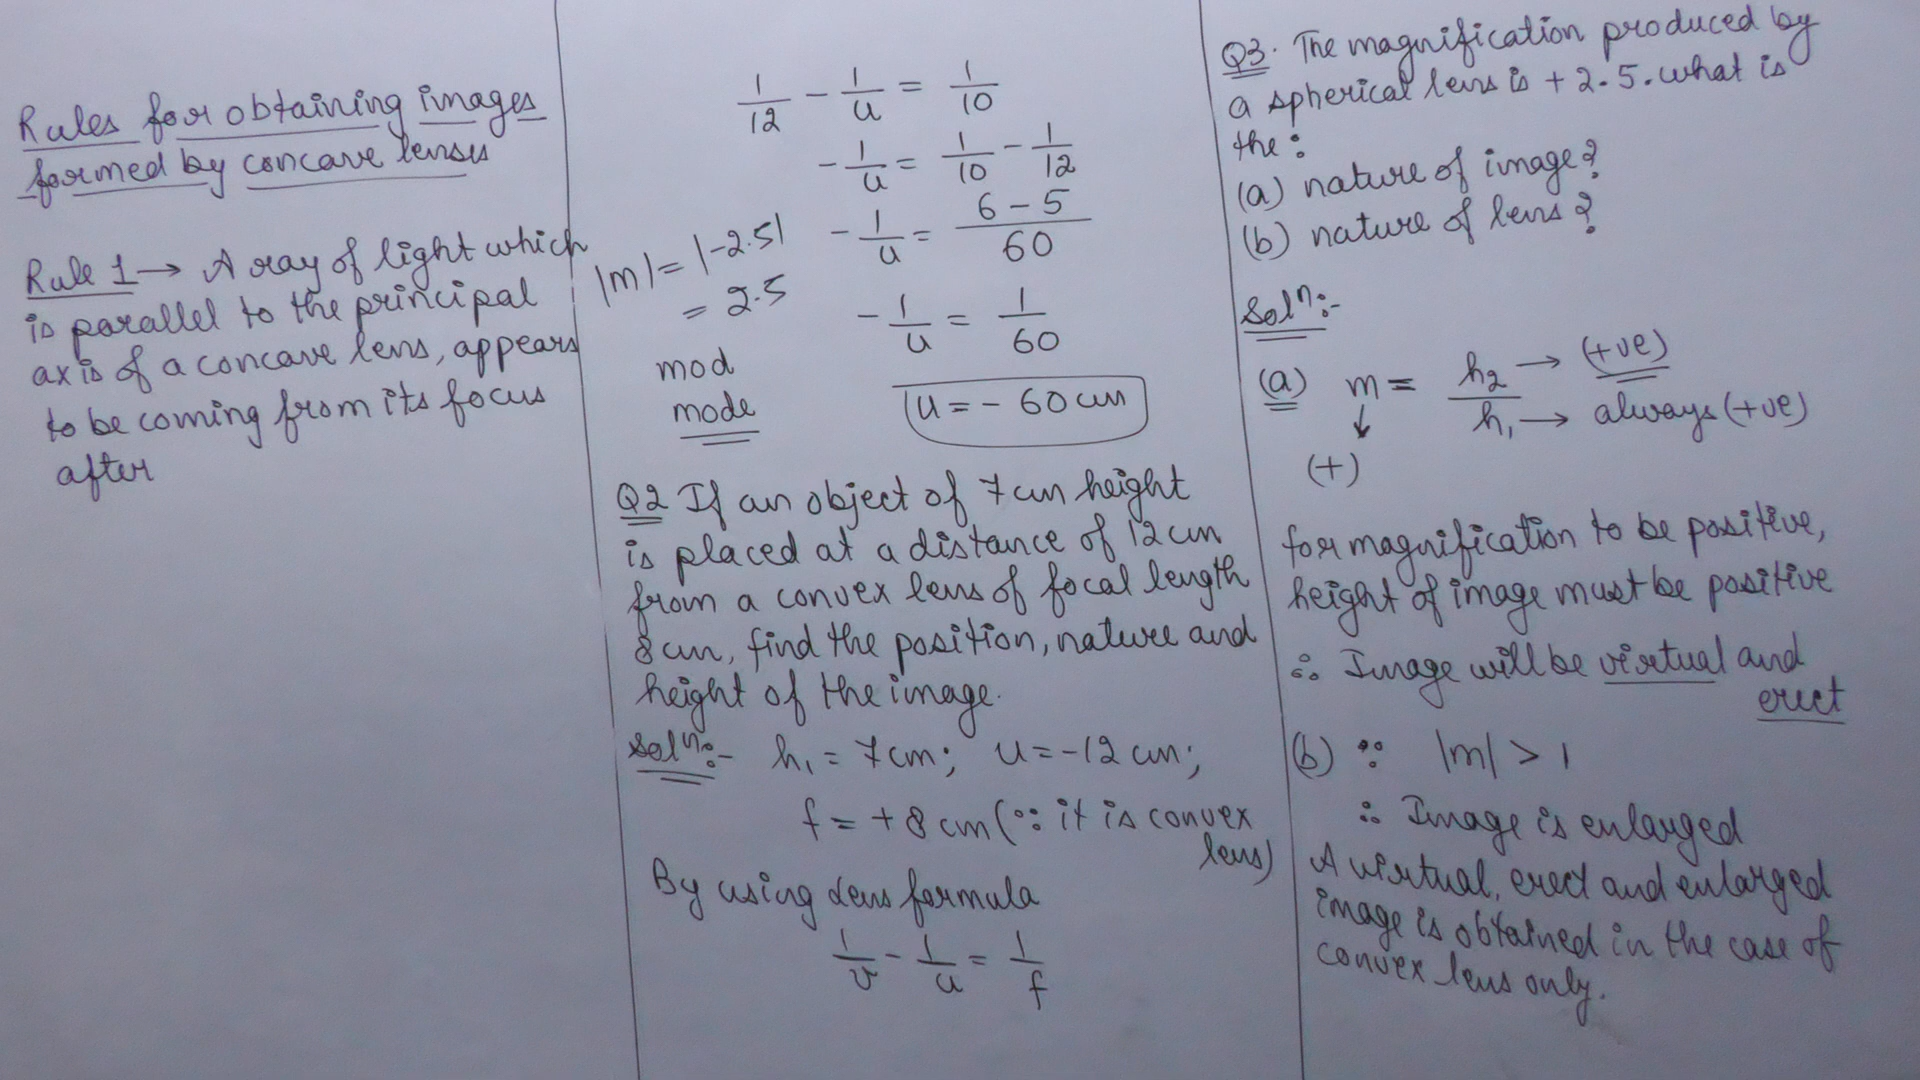 Rules for obtaining images
formed by concave lenses
Rule 1→ A ray of light which
is parallel to the principal
axis of a concave lens, appears
to be coming from its focus
after
1/12 - 1/u = 1/10
-1/u = 1/10 - 1/12
-1/u = 6-5/60
-1/u = 1/60
u = - 60 cm
|m| = |-2.5|
= 2.5
mod
mode
Q2 If an object of 7cm height
is placed at a distance of 12 cm
from a convex lens of focal length
8cm, find the position, nature and
height of the image.
Solⁿ:- h₁ = 7cm; u = -12 cm;
f = +8 cm (∵ it is convex
lens)
By using Lens formula
1/v - 1/u = 1/f
Q3. The magnification produced by
a spherical lens is + 2.5. what is
the:
(a) nature of image?
(b) nature of lens?
Solⁿ:-
(a) m = h₂/h₁
h₂ → (+ve)
h₁ → always (+ve)
↓
(+)
for magnification to be positive,
height of image must be positive
∴ Image will be virtual and
erect
(b) ∵ |m| > 1
∴ Image is enlarged
A virtual, erect and enlarged
image is obtained in the case of
convex lens only.